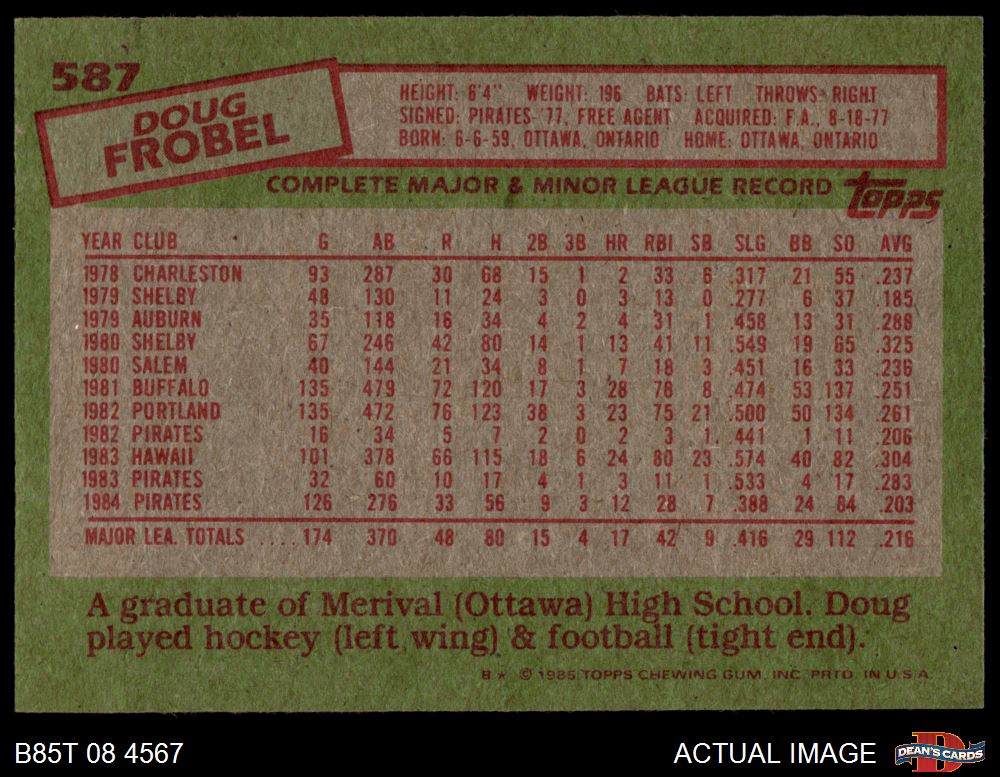 587
DOUG
FROBEL
HEIGHT: 6'4" WEIGHT: 196 BATS: LEFT THROWS: RIGHT
SIGNED: PIRATES '77, FREE AGENT ACQUIRED: F.A., 8-18-77
BORN: 6-6-59, OTTAWA, ONTARIO HOME: OTTAWA, ONTARIO
COMPLETE MAJOR & MINOR LEAGUE RECORD
topps
YEAR CLUB G AB R H 2B 3B HR RBI SB SLG BB SO AVG
1978 CHARLESTON 93 287 30 68 15 1 2 33 6 .317 21 55 .237
1979 SHELBY 48 130 11 24 3 0 3 13 0 .277 6 37 .185
1979 AUBURN 35 118 16 34 4 2 4 31 1 .458 13 31 .288
1980 SHELBY 67 246 42 80 14 1 13 41 11 .549 19 65 .325
1980 SALEM 40 144 21 34 8 1 7 18 3 .451 16 33 .236
1981 BUFFALO 135 479 72 120 17 3 28 78 8 .474 53 137 .251
1982 PORTLAND 135 472 76 123 38 3 23 75 21 .500 50 134 .261
1982 PIRATES 16 34 5 7 2 0 2 3 1 .441 1 11 .206
1983 HAWAII 101 378 66 115 18 6 24 80 23 .574 40 82 .304
1983 PIRATES 32 60 10 17 4 1 3 11 1 .533 4 17 .283
1984 PIRATES 126 276 33 56 9 3 12 28 7 .388 24 84 .203
MAJOR LEA. TOTALS .... 174 370 48 80 15 4 17 42 9 .416 29 112 .216
A graduate of Merival (Ottawa) High School. Doug
played hockey (left wing) & football (tight end).
B * © 1985 TOPPS CHEWING GUM, INC. PRTD. IN U.S.A.
B85T 08 4567
ACTUAL IMAGE
D
DEAN'S CARDS